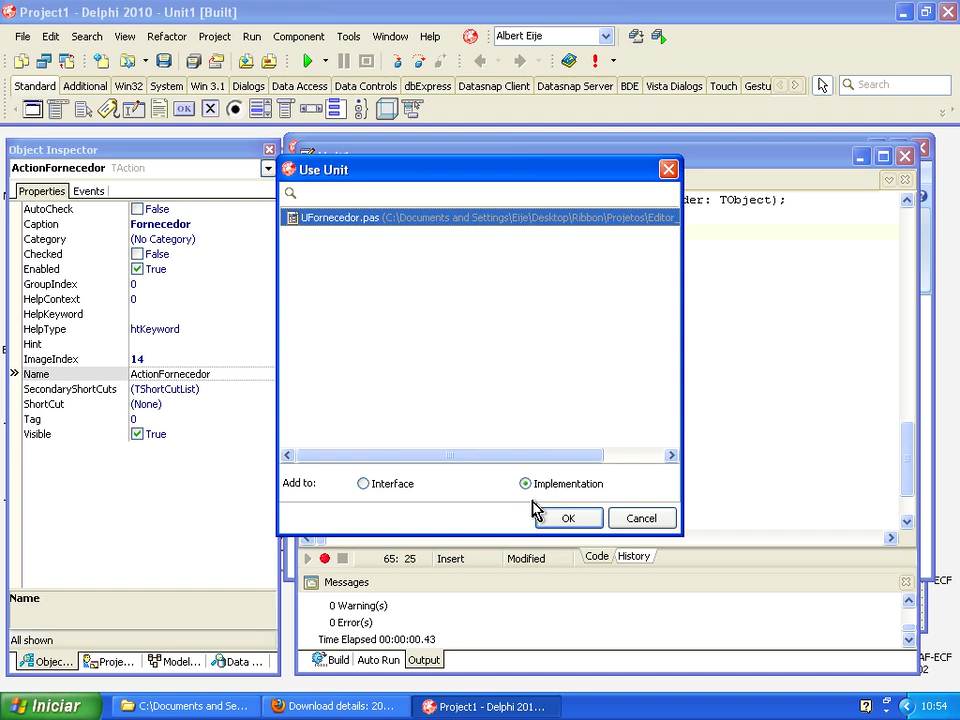 Project1 - Delphi 2010 - Unit1 [Built]
File Edit Search View Refactor Project Run Component Tools Window Help Albert Eije
Standard Additional Win32 System Win 3.1 Dialogs Data Access Data Controls dbExpress Datasnap Client Datasnap Server BDE Vista Dialogs Touch Gestu Search
Object Inspector
ActionFornecedor TAction
Properties Events
AutoCheck False
Caption Fornecedor
Category (No Category)
Checked False
Enabled True
GroupIndex 0
HelpContext 0
HelpKeyword
HelpType htKeyword
Hint
ImageIndex 14
Name ActionFornecedor
SecondaryShortCuts (TShortCutList)
ShortCut (None)
Tag 0
Visible True
Name
All shown
Objec... Proje... Model... Data ...
der: TObject);
Use Unit
UFornecedor.pas (C:\Documents and Settings\Eije\Desktop\Ribbon\Projetos\Editor_
Add to: Interface Implementation
OK Cancel
65: 25 Insert Modified Code History
Messages
0 Warning(s)
0 Error(s)
Time Elapsed 00:00:00.43
Build Auto Run Output
ECF
AF-ECF
02
Iniciar C:\Documents and Se... Download details: 20... Project1 - Delphi 201... 10:54